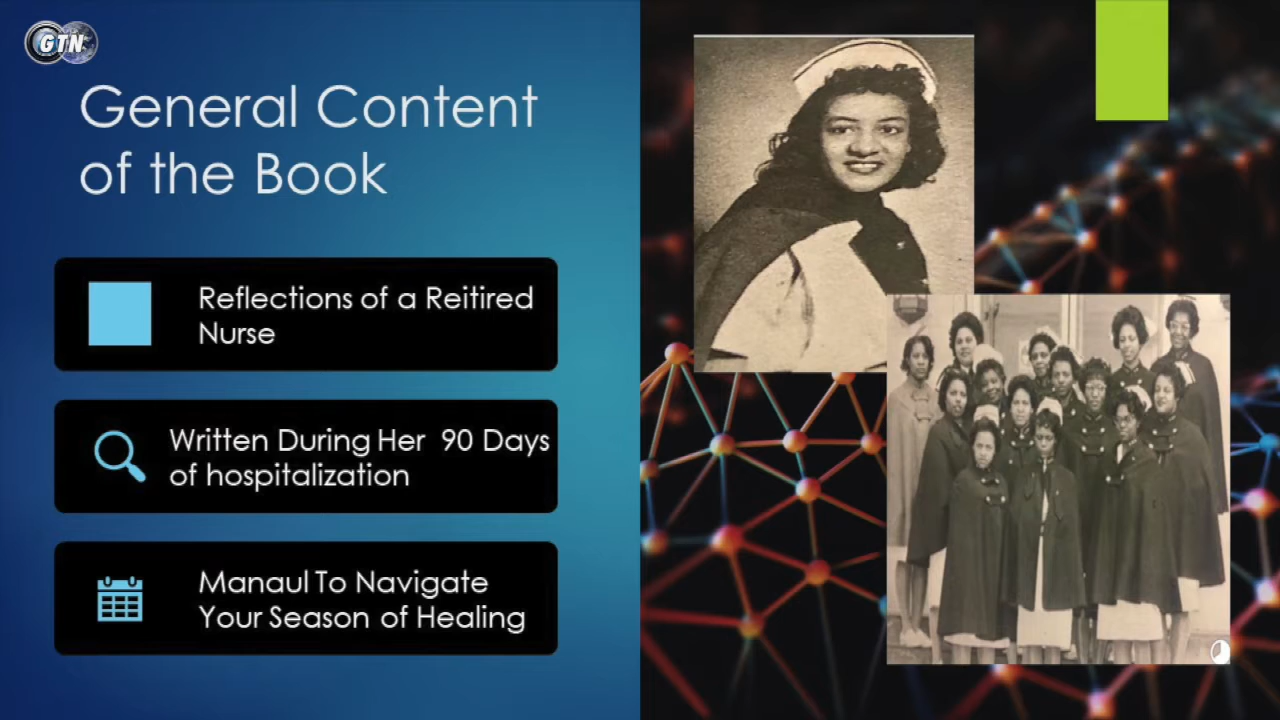 GTN
General Content
of the Book
Reflections of a Reitired
Nurse
Written During Her 90 Days
of hospitalization
Manaul To Navigate
Your Season of Healing